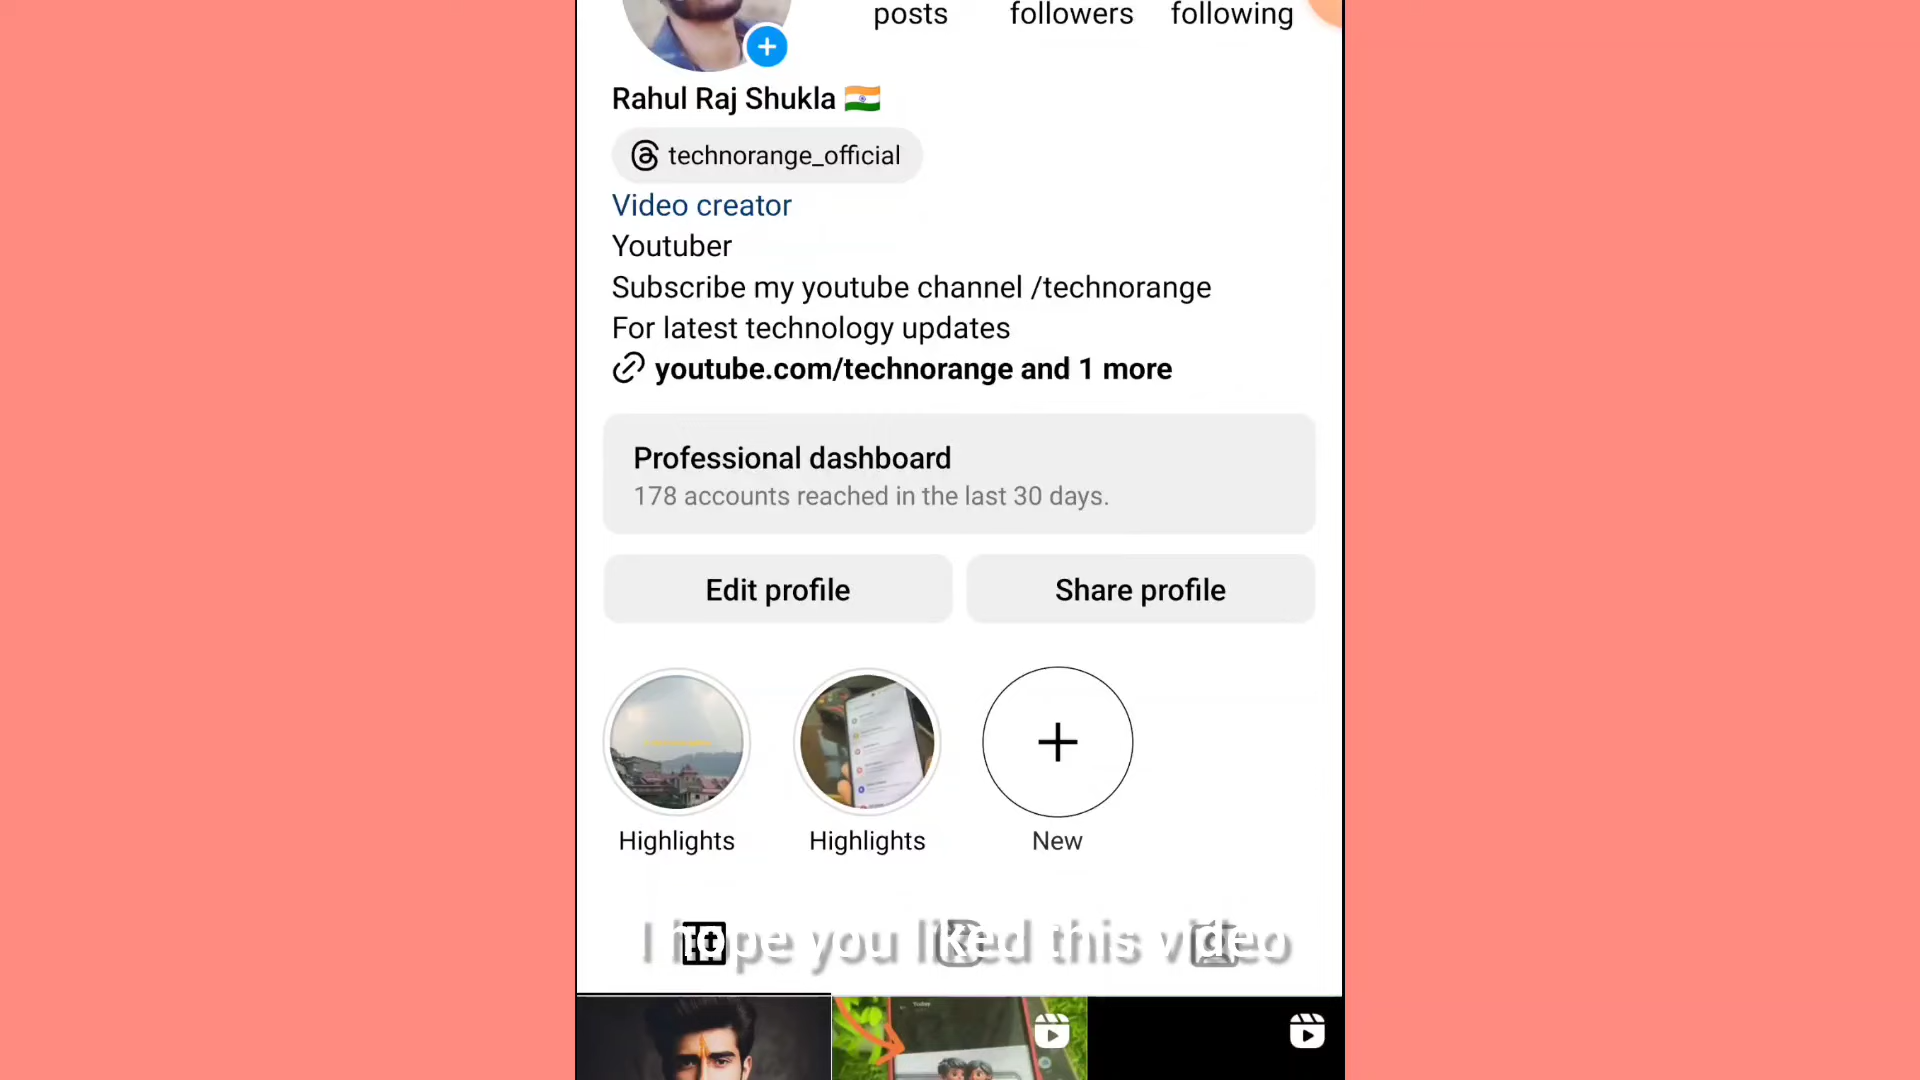 posts followers following
Rahul Raj Shukla 🇮🇳
technorange_official
Video creator
Youtuber
Subscribe my youtube channel /technorange
For latest technology updates
youtube.com/technorange and 1 more
Professional dashboard
178 accounts reached in the last 30 days.
Edit profile Share profile
Highlights Highlights New
I hope you liked this video